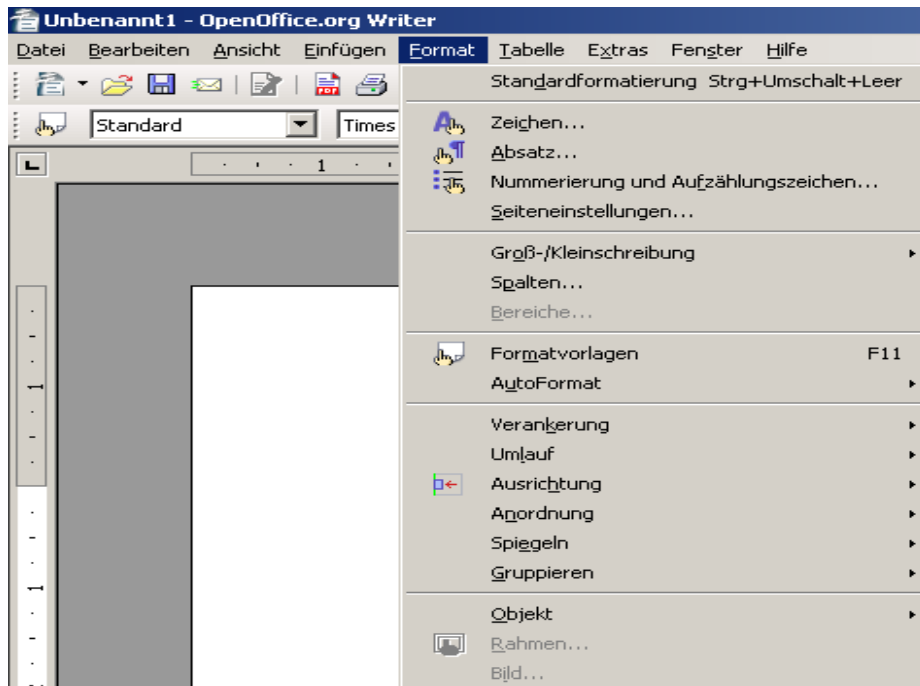 Unbenannt1 - OpenOffice.org Writer
Datei Bearbeiten Ansicht Einfügen Format Tabelle Extras Fenster Hilfe
Standardformatierung Strg+Umschalt+Leer
Standard Times
Zeichen...
Absatz...
1
Nummerierung und Aufzählungszeichen...
Seiteneinstellungen...
Groß-/Kleinschreibung
Spalten...
Bereiche...
Formatvorlagen F11
AutoFormat
1
Verankerung
Umlauf
Ausrichtung
Anordnung
Spiegeln
Gruppieren
1
Objekt
Rahmen...
Bild...